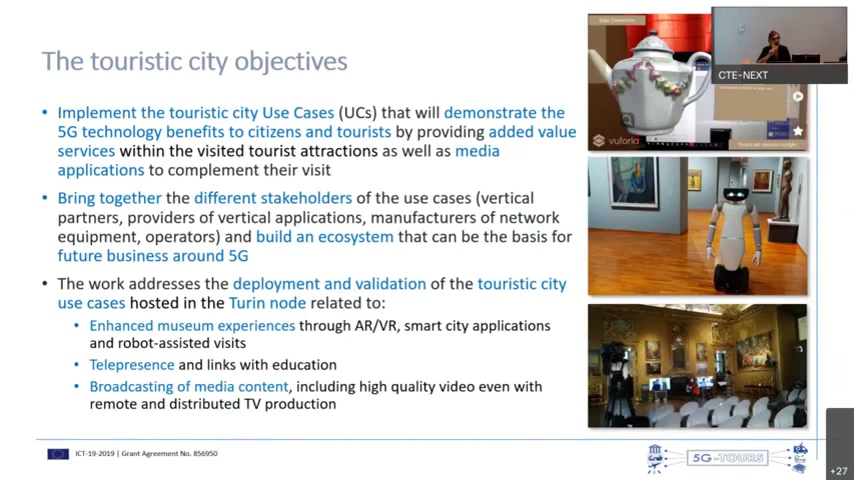 The touristic city objectives
• Implement the touristic city Use Cases (UCs) that will demonstrate the
5G technology benefits to citizens and tourists by providing added value
services within the visited tourist attractions as well as media
applications to complement their visit
• Bring together the different stakeholders of the use cases (vertical
partners, providers of vertical applications, manufacturers of network
equipment, operators) and build an ecosystem that can be the basis for
future business around 5G
• The work addresses the deployment and validation of the touristic city
use cases hosted in the Turin node related to:
• Enhanced museum experiences through AR/VR, smart city applications
and robot-assisted visits
• Telepresence and links with education
• Broadcasting of media content, including high quality video even with
remote and distributed TV production
vuforia
CTE-NEXT
ICT-19-2019 | Grant Agreement No. 856950
5G-TOURS
+27